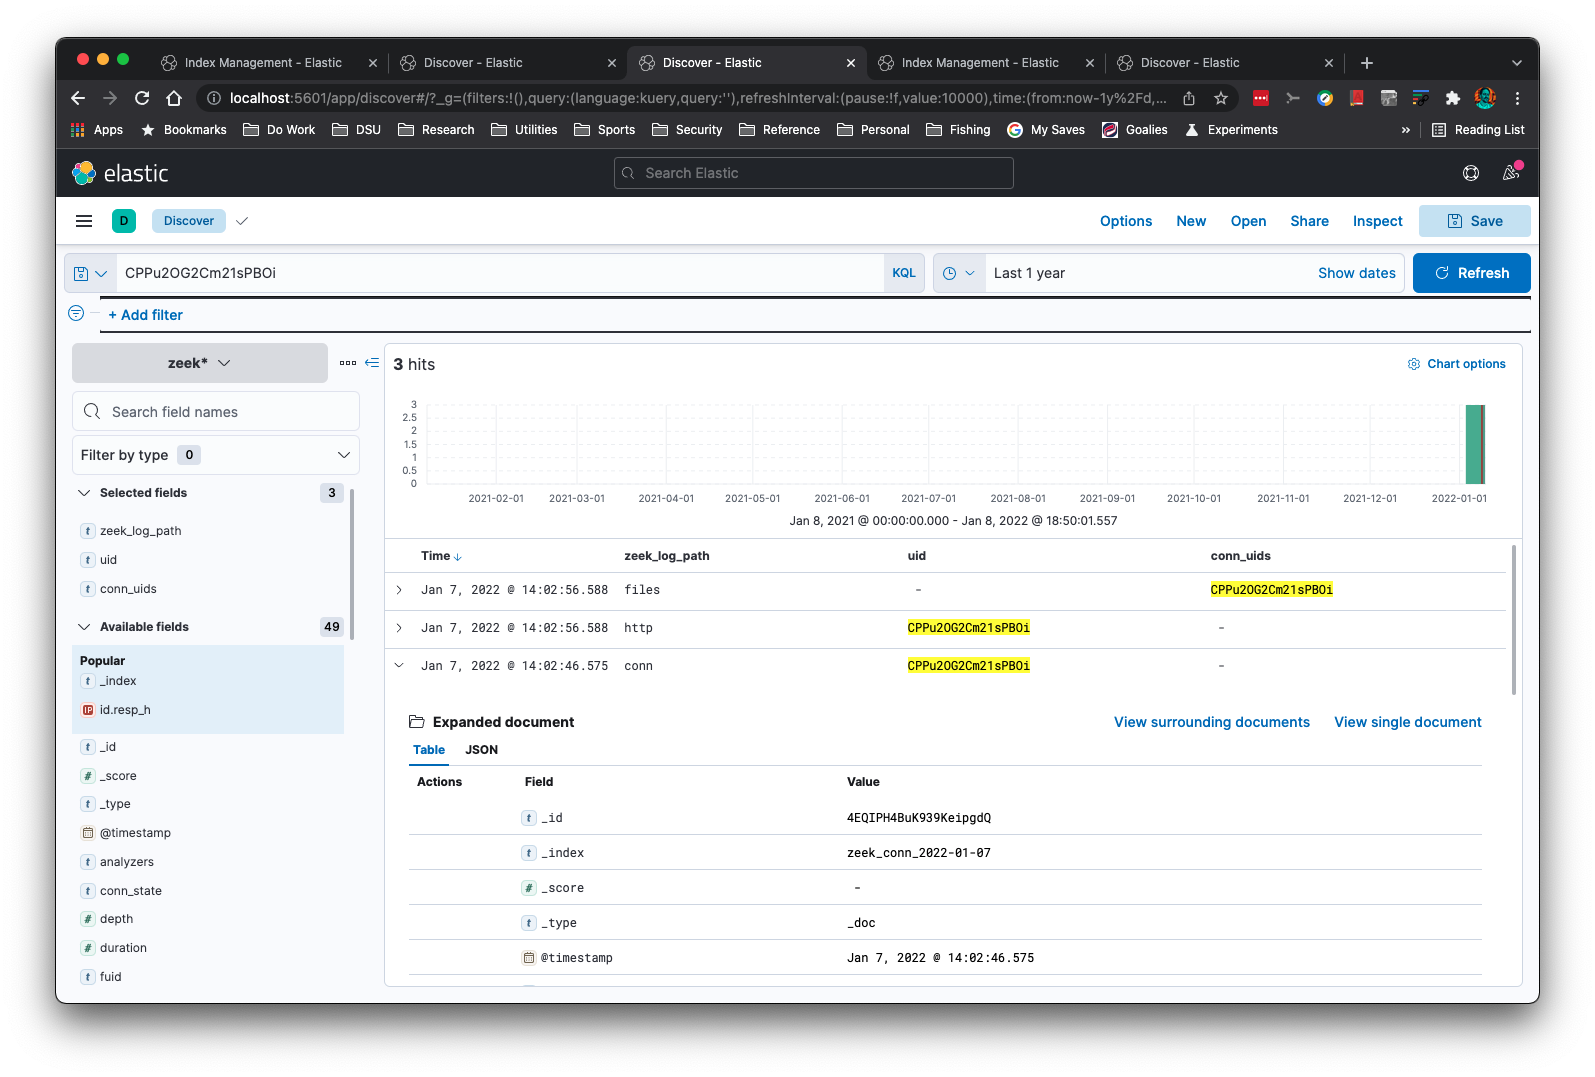 Index Management - Elastic
Discover - Elastic
Discover - Elastic
Index Management - Elastic
Discover - Elastic
localhost:5601/app/discover#/?_g=(filters:!(),query:(language:kuery,query:''),refreshInterval:(pause:!f,value:10000),time:(from:now-1y%2Fd,...
Apps Bookmarks Do Work DSU Research Utilities Sports Security Reference Personal Fishing My Saves Goalies Experiments » Reading List
elastic
Search Elastic
D Discover
Options New Open Share Inspect Save
CPPu2OG2Cm21sPBOi KQL Last 1 year Show dates Refresh
+ Add filter
zeek*
3 hits
Chart options
Search field names
Filter by type 0
Selected fields 3
t zeek_log_path
t uid
t conn_uids
Available fields 49
Popular
t _index
IP id.resp_h
t _id
# _score
t _type
@timestamp
t analyzers
t conn_state
# depth
# duration
t fuid
3
2.5
2
1.5
1
0.5
0
2021-02-01 2021-03-01 2021-04-01 2021-05-01 2021-06-01 2021-07-01 2021-08-01 2021-09-01 2021-10-01 2021-11-01 2021-12-01 2022-01-01
Jan 8, 2021 @ 00:00:00.000 - Jan 8, 2022 @ 18:50:01.557
Time zeek_log_path uid conn_uids
Jan 7, 2022 @ 14:02:56.588 files - CPPu2OG2Cm21sPBOi
Jan 7, 2022 @ 14:02:56.588 http CPPu2OG2Cm21sPBOi -
Jan 7, 2022 @ 14:02:46.575 conn CPPu2OG2Cm21sPBOi -
Expanded document
View surrounding documents View single document
Table JSON
Actions Field Value
t _id 4EQIPH4BuK939KeipgdQ
t _index zeek_conn_2022-01-07
# _score -
t _type _doc
@timestamp Jan 7, 2022 @ 14:02:46.575